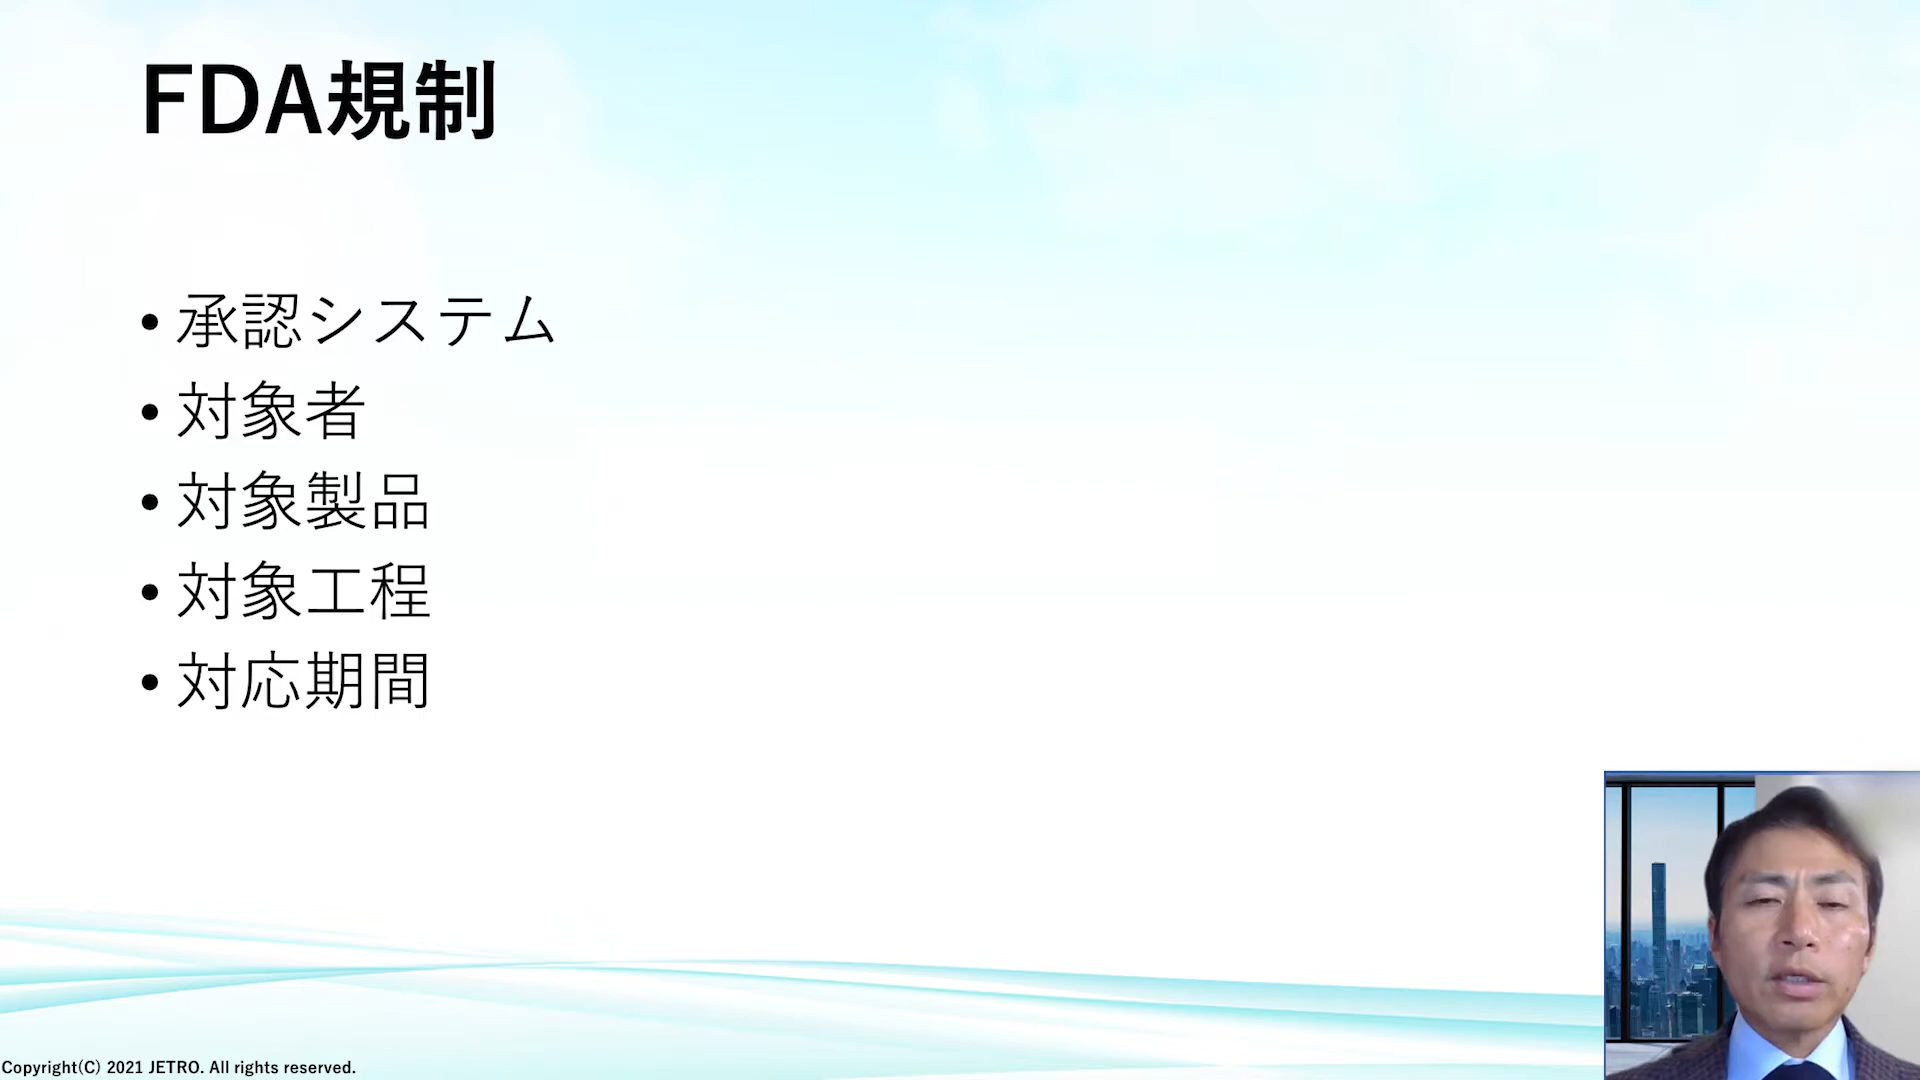 FDA規制
• 承認システム
• 対象者
• 対象製品
• 対象工程
• 対応期間
Copyright(C) 2021 JETRO. All rights reserved.